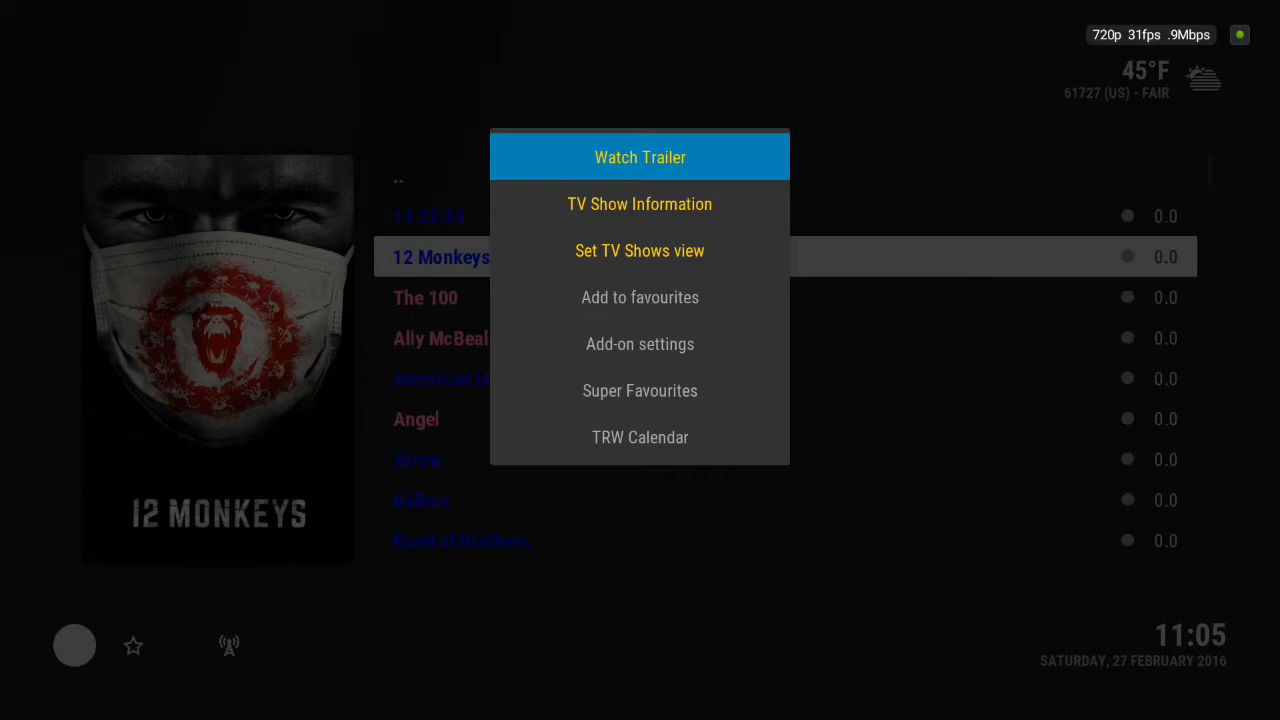 720p 31fps .9Mbps
45°F
61727 (US) - FAIR
..
11.22.63 0.0
12 Monkeys 0.0
The 100 0.0
Ally McBeal 0.0
American H 0.0
Angel 0.0
Arrow 0.0
Ballers 0.0
Band of Brothers 0.0
Watch Trailer
TV Show Information
Set TV Shows view
Add to favourites
Add-on settings
Super Favourites
TRW Calendar
12 MONKEYS
11:05
SATURDAY, 27 FEBRUARY 2016